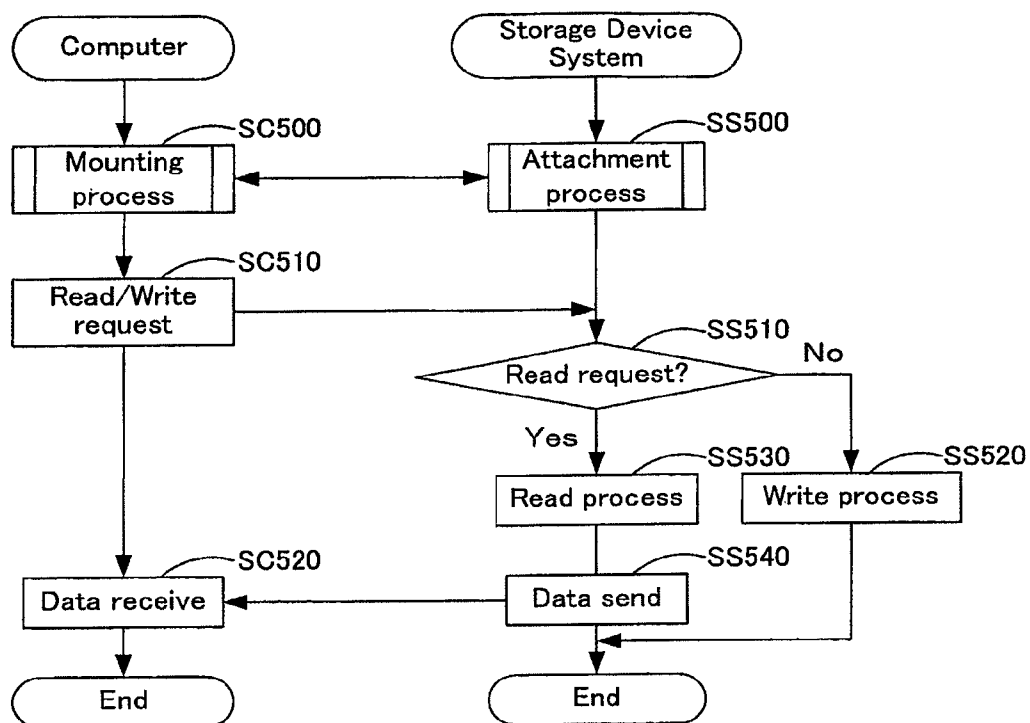 Computer
Storage Device
System
SC500
SS500
Mounting
process
Attachment
process
SC510
Read/Write
request
SS510
Read request?
No
Yes
SS530
SS520
Read process
Write process
SC520
SS540
Data receive
Data send
End
End